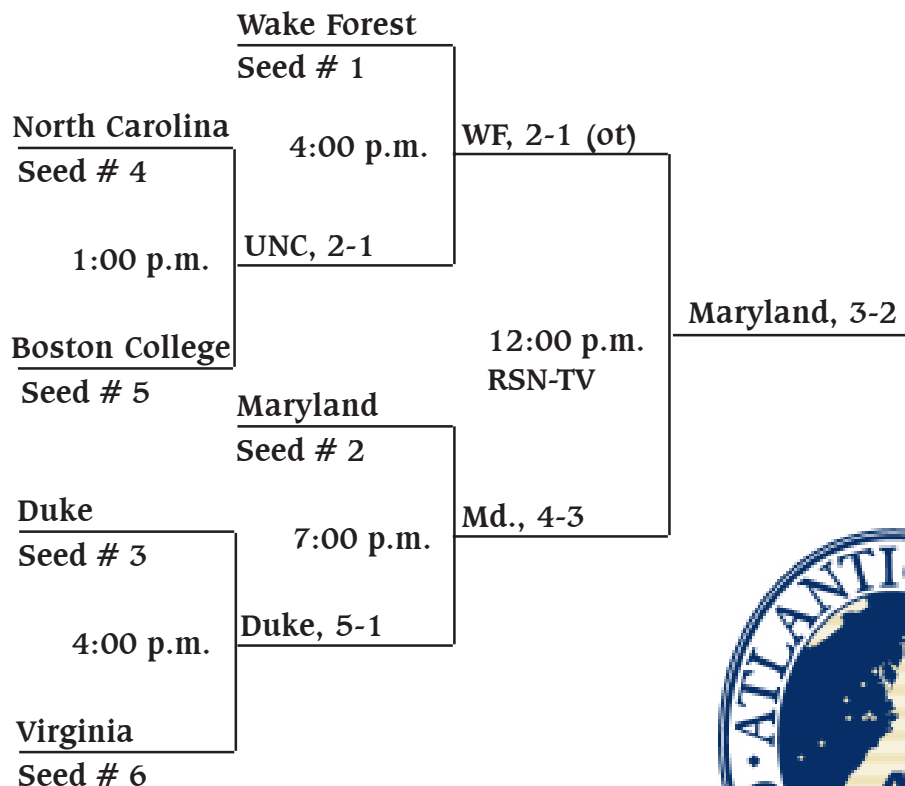 Wake Forest
Seed # 1
North Carolina
4:00 p.m.
WF, 2-1 (ot)
Seed # 4
1:00 p.m.
UNC, 2-1
Maryland, 3-2
12:00 p.m.
Boston College
RSN-TV
Seed # 5
Maryland
Seed # 2
Duke
Md., 4-3
7:00 p.m.
Seed # 3
Duke, 5-1
4:00 p.m.
Virginia
Seed # 6
ATLANTI